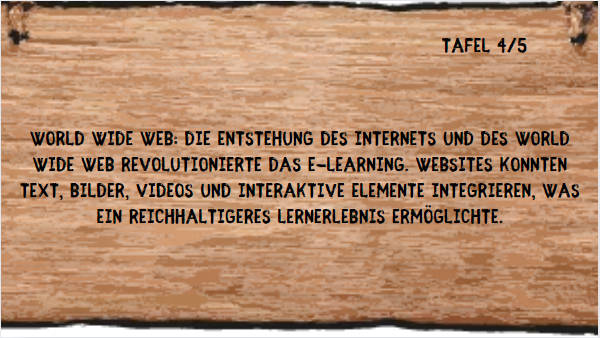 TAFEL 4/5
WORLD WIDE WEB: DIE ENTSTEHUNG DES INTERNETS UND DES WORLD
WIDE WEB REVOLUTIONIERTE DAS E-LEARNING. WEBSITES KONNTEN
TEXT, BILDER, VIDEOS UND INTERAKTIVE ELEMENTE INTEGRIEREN, WAS
EIN REICHHALTIGERES LERNERLEBNIS ERMÖGLICHTE.